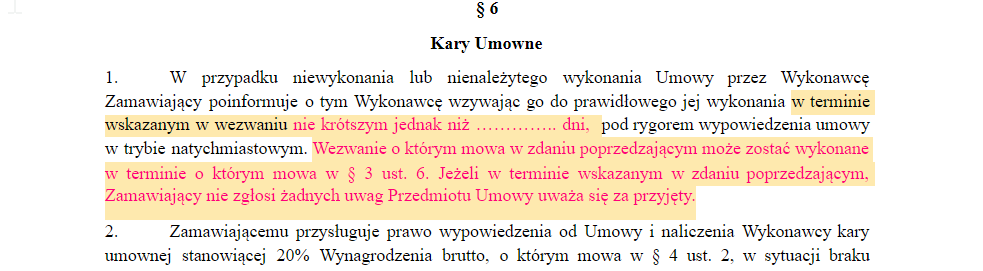 § 6
Kary Umowne
1. W przypadku niewykonania lub nienależytego wykonania Umowy przez Wykonawcę
Zamawiający poinformuje o tym Wykonawcę wzywając go do prawidłowego jej wykonania w terminie
wskazanym w wezwaniu nie krótszym jednak niż ………….. dni, pod rygorem wypowiedzenia umowy
w trybie natychmiastowym. Wezwanie o którym mowa w zdaniu poprzedzającym może zostać wykonane
w terminie o którym mowa w § 3 ust. 6. Jeżeli w terminie wskazanym w zdaniu poprzedzającym,
Zamawiający nie zgłosi żadnych uwag Przedmiotu Umowy uważa się za przyjęty.
2. Zamawiającemu przysługuje prawo wypowiedzenia od Umowy i naliczenia Wykonawcy kary
umownej stanowiącej 20% Wynagrodzenia brutto, o którym mowa w § 4 ust. 2, w sytuacji braku